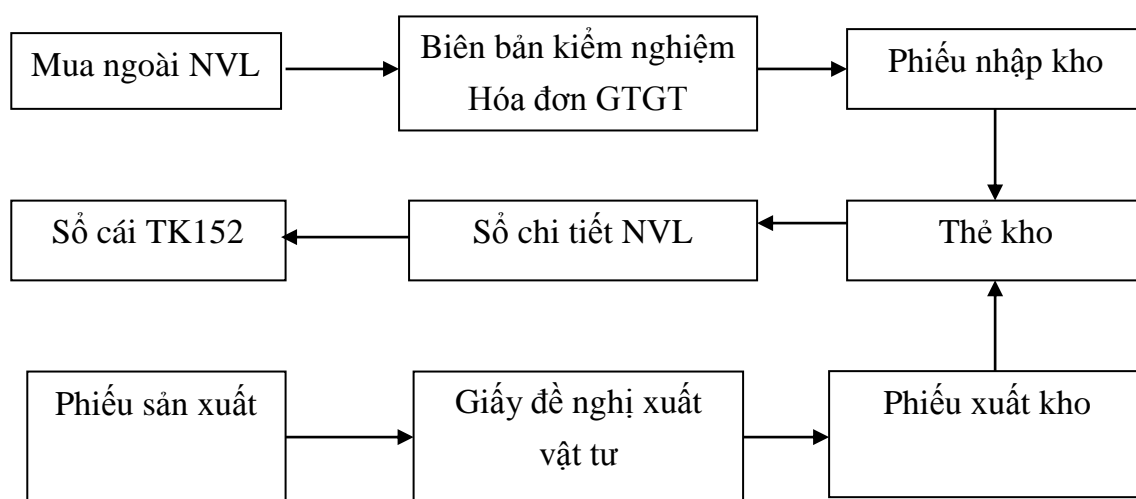 Mua ngoài NVL
Biên bản kiểm nghiệm
Hóa đơn GTGT
Phiếu nhập kho
Sổ cái TK152
Sổ chi tiết NVL
Thẻ kho
Phiếu sản xuất
Giấy đề nghị xuất
vật tư
Phiếu xuất kho